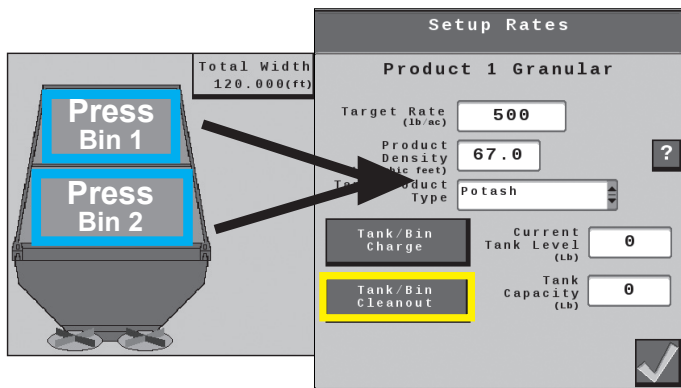 Total Width
120.000(ft)
Press
Bin 1
Press
Bin 2
Setup Rates
Product 1 Granular
Target Rate
(lb/ac)
500
Product
Density
feet)
67.0
?
Type
Potash
Tank/Bin
Charge
Current
Tank Level
(Lb)
0
Tank/Bin
Cleanout
Tank
Capacity
(Lb)
0